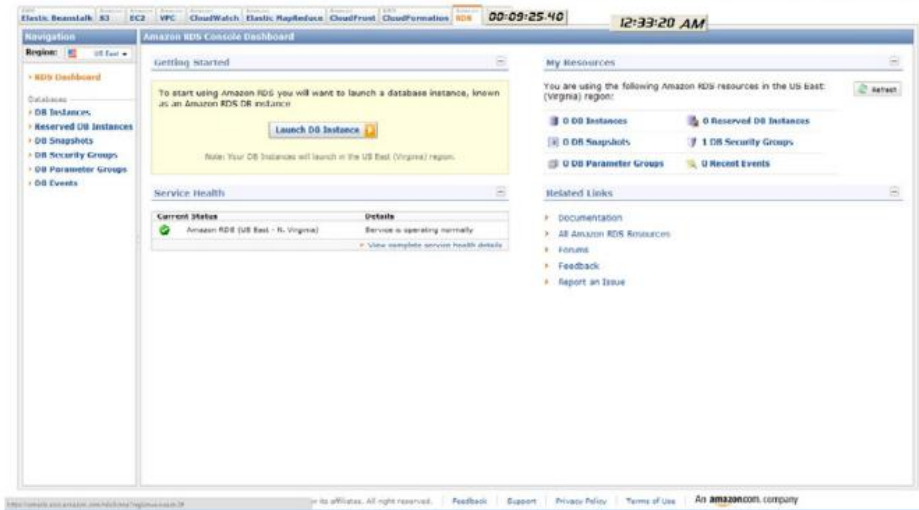 Elastic Beanstalk S3 EC2 VPC CloudWatch Elastic MapReduce CloudFront CloudFormation RDS
00:09:25.40
12:33:20 AM
Navigation
Region: US East
RDS Dashboard
Databases
DB Instances
Reserved DB Instances
DB Snapshots
DB Security Groups
DB Parameter Groups
DB Events
Amazon RDS Console Dashboard
Getting Started
To start using Amazon RDS you will want to launch a database instance, known
as an Amazon RDS DB instance
Launch DB Instance
Note: Your DB Instances will launch in the US East (Virginia) region.
Service Health
Current Status Details
Amazon RDS (US East - N. Virginia) Service is operating normally
View complete service health details
My Resources
You are using the following Amazon RDS resources in the US East
(Virginia) region:
Refresh
0 DB Instances 0 Reserved DB Instances
0 DB Snapshots 1 DB Security Groups
0 DB Parameter Groups 0 Recent Events
Related Links
Documentation
All Amazon RDS Resources
Forums
Feedback
Report an Issue
or its affiliates. All right reserved. Feedback Support Privacy Policy Terms of Use An amazon.com. company